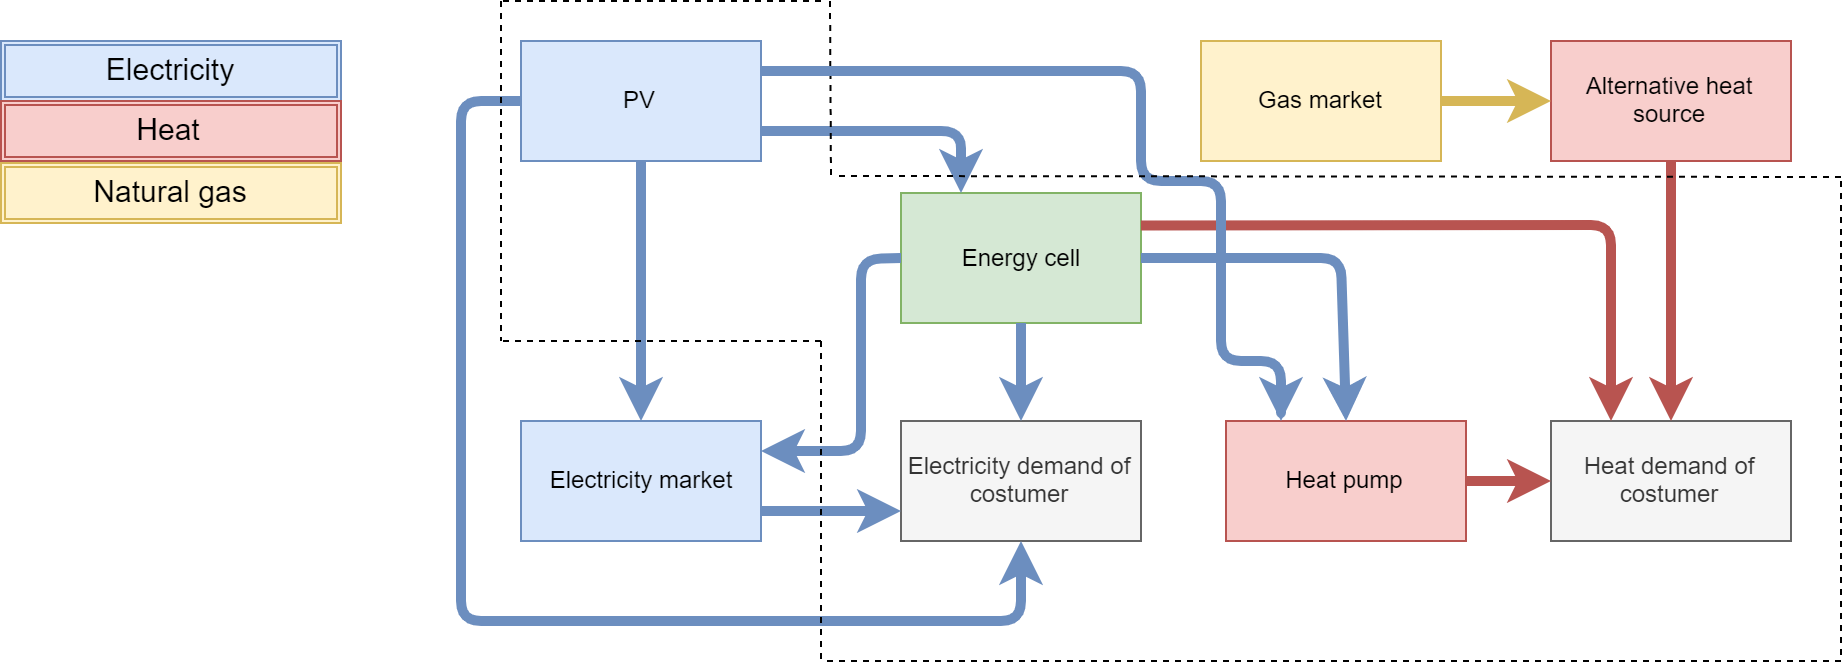 Electricity
Heat
Natural gas
PV
Gas market
Alternative heat
source
Energy cell
Electricity market
Electricity demand of
costumer
Heat pump
Heat demand of
costumer